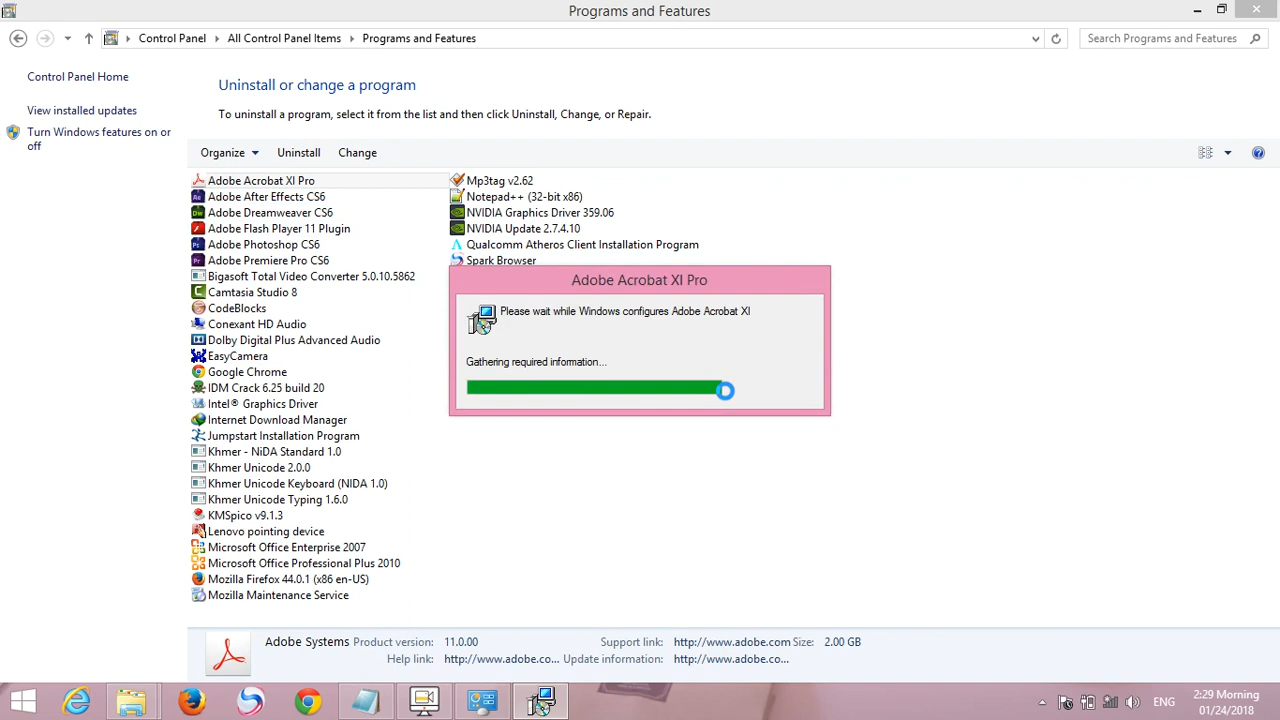 Programs and Features
Control Panel All Control Panel Items Programs and Features
Search Programs and Features
Control Panel Home
View installed updates
Turn Windows features on or
off
Uninstall or change a program
To uninstall a program, select it from the list and then click Uninstall, Change, or Repair.
Organize Uninstall Change
Adobe Acrobat XI Pro
Adobe After Effects CS6
Adobe Dreamweaver CS6
Adobe Flash Player 11 Plugin
Adobe Photoshop CS6
Adobe Premiere Pro CS6
Bigasoft Total Video Converter 5.0.10.5862
Camtasia Studio 8
CodeBlocks
Conexant HD Audio
Dolby Digital Plus Advanced Audio
EasyCamera
Google Chrome
IDM Crack 6.25 build 20
Intel® Graphics Driver
Internet Download Manager
Jumpstart Installation Program
Khmer - NiDA Standard 1.0
Khmer Unicode 2.0.0
Khmer Unicode Keyboard (NIDA 1.0)
Khmer Unicode Typing 1.6.0
KMSpico v9.1.3
Lenovo pointing device
Microsoft Office Enterprise 2007
Microsoft Office Professional Plus 2010
Mozilla Firefox 44.0.1 (x86 en-US)
Mozilla Maintenance Service
Mp3tag v2.62
Notepad++ (32-bit x86)
NVIDIA Graphics Driver 359.06
NVIDIA Update 2.7.4.10
Qualcomm Atheros Client Installation Program
Spark Browser
Adobe Acrobat XI Pro
Please wait while Windows configures Adobe Acrobat XI
Gathering required information...
Adobe Systems Product version: 11.0.00 Support link: http://www.adobe.com Size: 2.00 GB
Help link: http://www.adobe.co... Update information: http://www.adobe.co...
ENG
2:29 Morning
01/24/2018